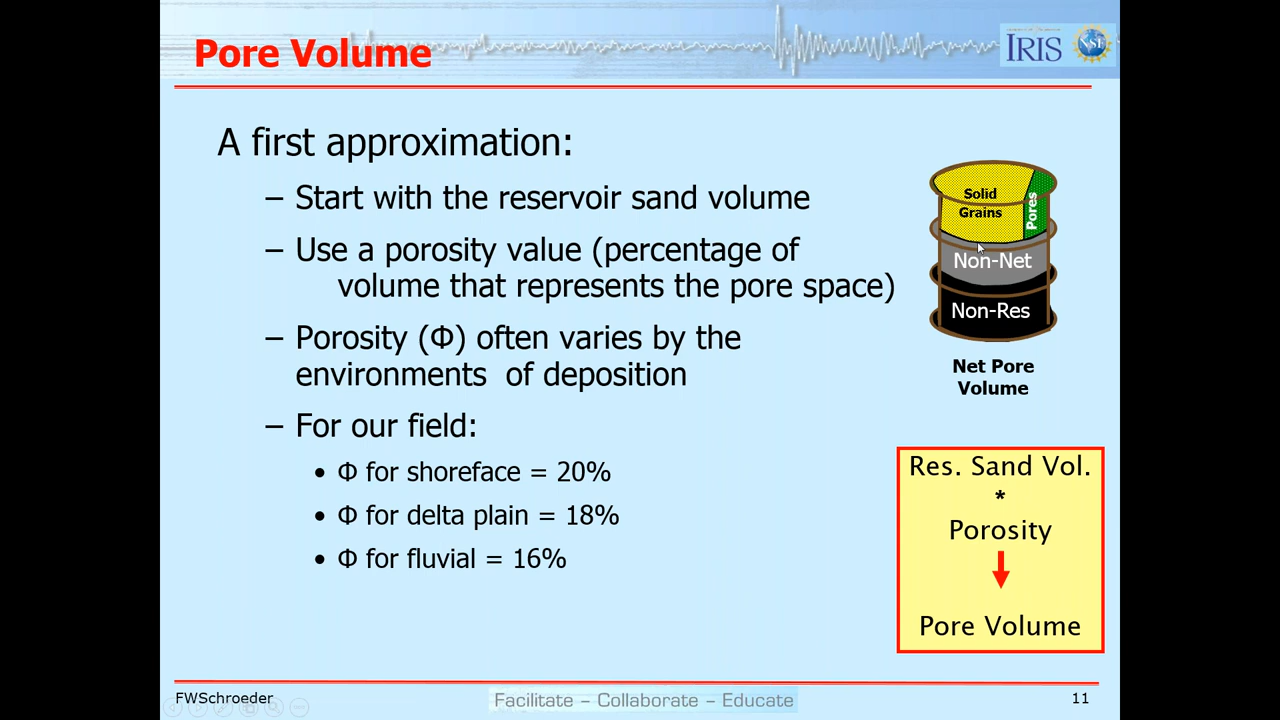 Pore Volume
IRIS
NSF
A first approximation:
– Start with the reservoir sand volume
– Use a porosity value (percentage of
volume that represents the pore space)
– Porosity (Φ) often varies by the
environments of deposition
– For our field:
• Φ for shoreface = 20%
• Φ for delta plain = 18%
• Φ for fluvial = 16%
Solid
Grains
Pores
Non-Net
Non-Res
Net Pore
Volume
Res. Sand Vol.
*
Porosity
Pore Volume
FWSchroeder
Facilitate – Collaborate – Educate
11